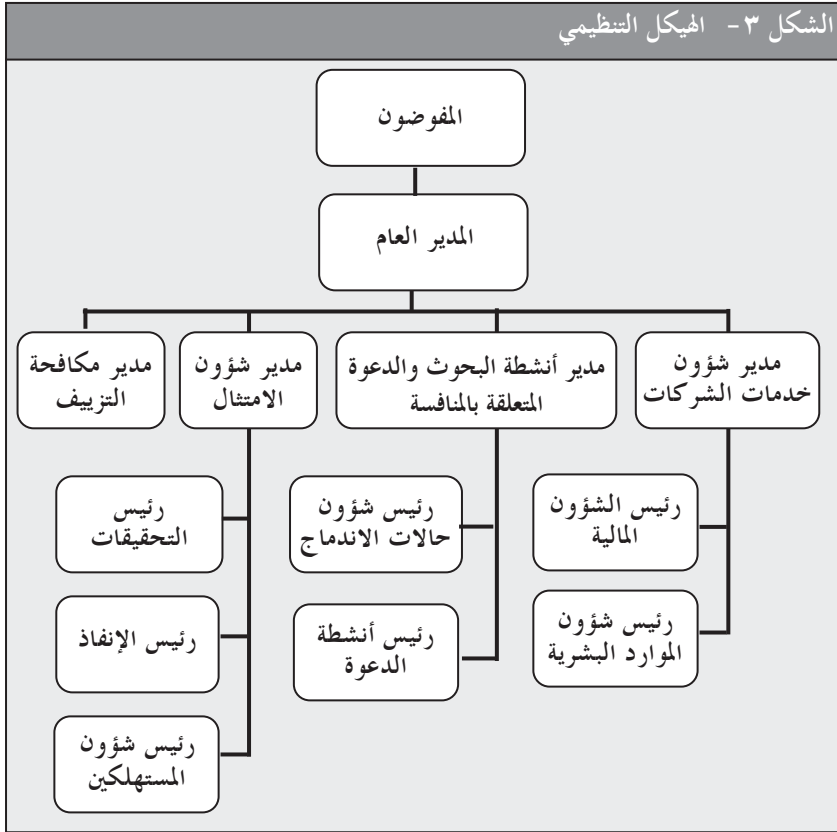 الشكل ٣- الهيكل التنظيمي
المفوضون
المدير العام
مدير شؤون
خدمات الشركات
مدير أنشطة البحوث والدعوة
المتعلقة بالمنافسة
مدير شؤون
الامتثال
مدير مكافحة
التزييف
رئيس الشؤون
المالية
رئيس شؤون
حالات الاندماج
رئيس
التحقيقات
رئيس شؤون
الموارد البشرية
رئيس أنشطة
الدعوة
رئيس الإنفاذ
رئيس شؤون
المستهلكين